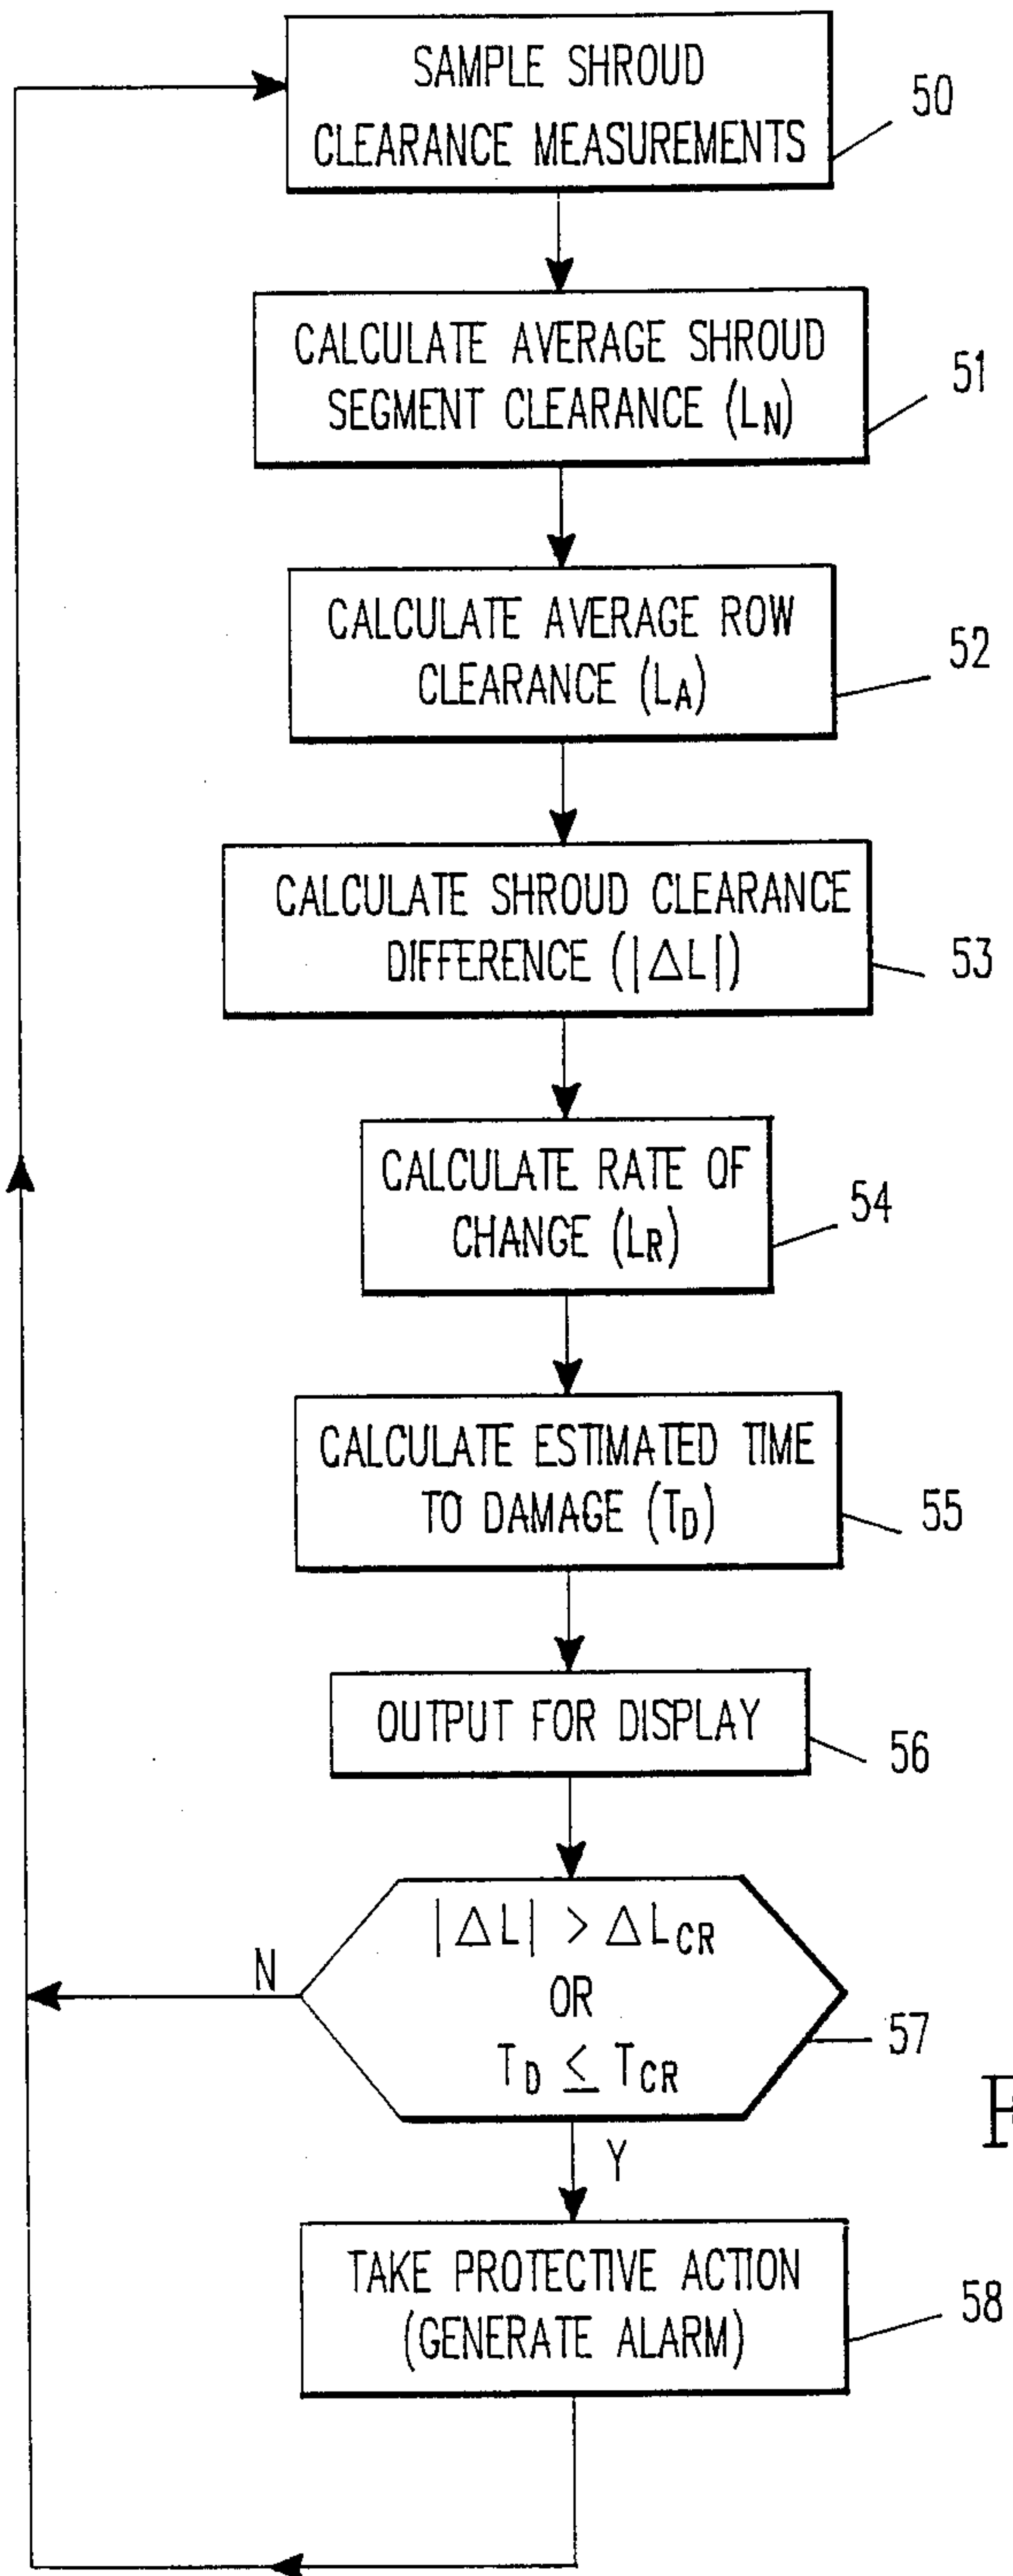 SAMPLE SHROUD
CLEARANCE MEASUREMENTS
50
CALCULATE AVERAGE SHROUD
SEGMENT CLEARANCE (LN)
51
CALCULATE AVERAGE ROW
CLEARANCE (LA)
52
CALCULATE SHROUD CLEARANCE
DIFFERENCE (|ΔL|)
53
CALCULATE RATE OF
CHANGE (LR)
54
CALCULATE ESTIMATED TIME
TO DAMAGE (TD)
55
OUTPUT FOR DISPLAY
56
|ΔL| > ΔLCR
OR
TD ≤ TCR
N
57
Y
TAKE PROTECTIVE ACTION
(GENERATE ALARM)
58